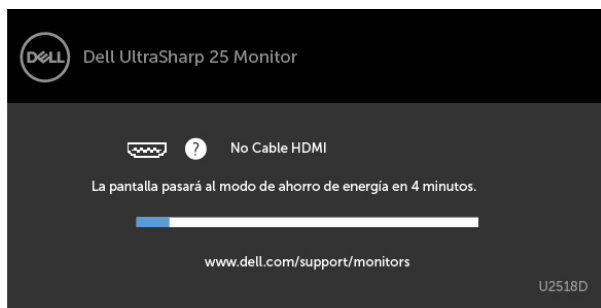 DELL
Dell UltraSharp 25 Monitor
? No Cable HDMI
La pantalla pasará al modo de ahorro de energía en 4 minutos.
www.dell.com/support/monitors
U2518D